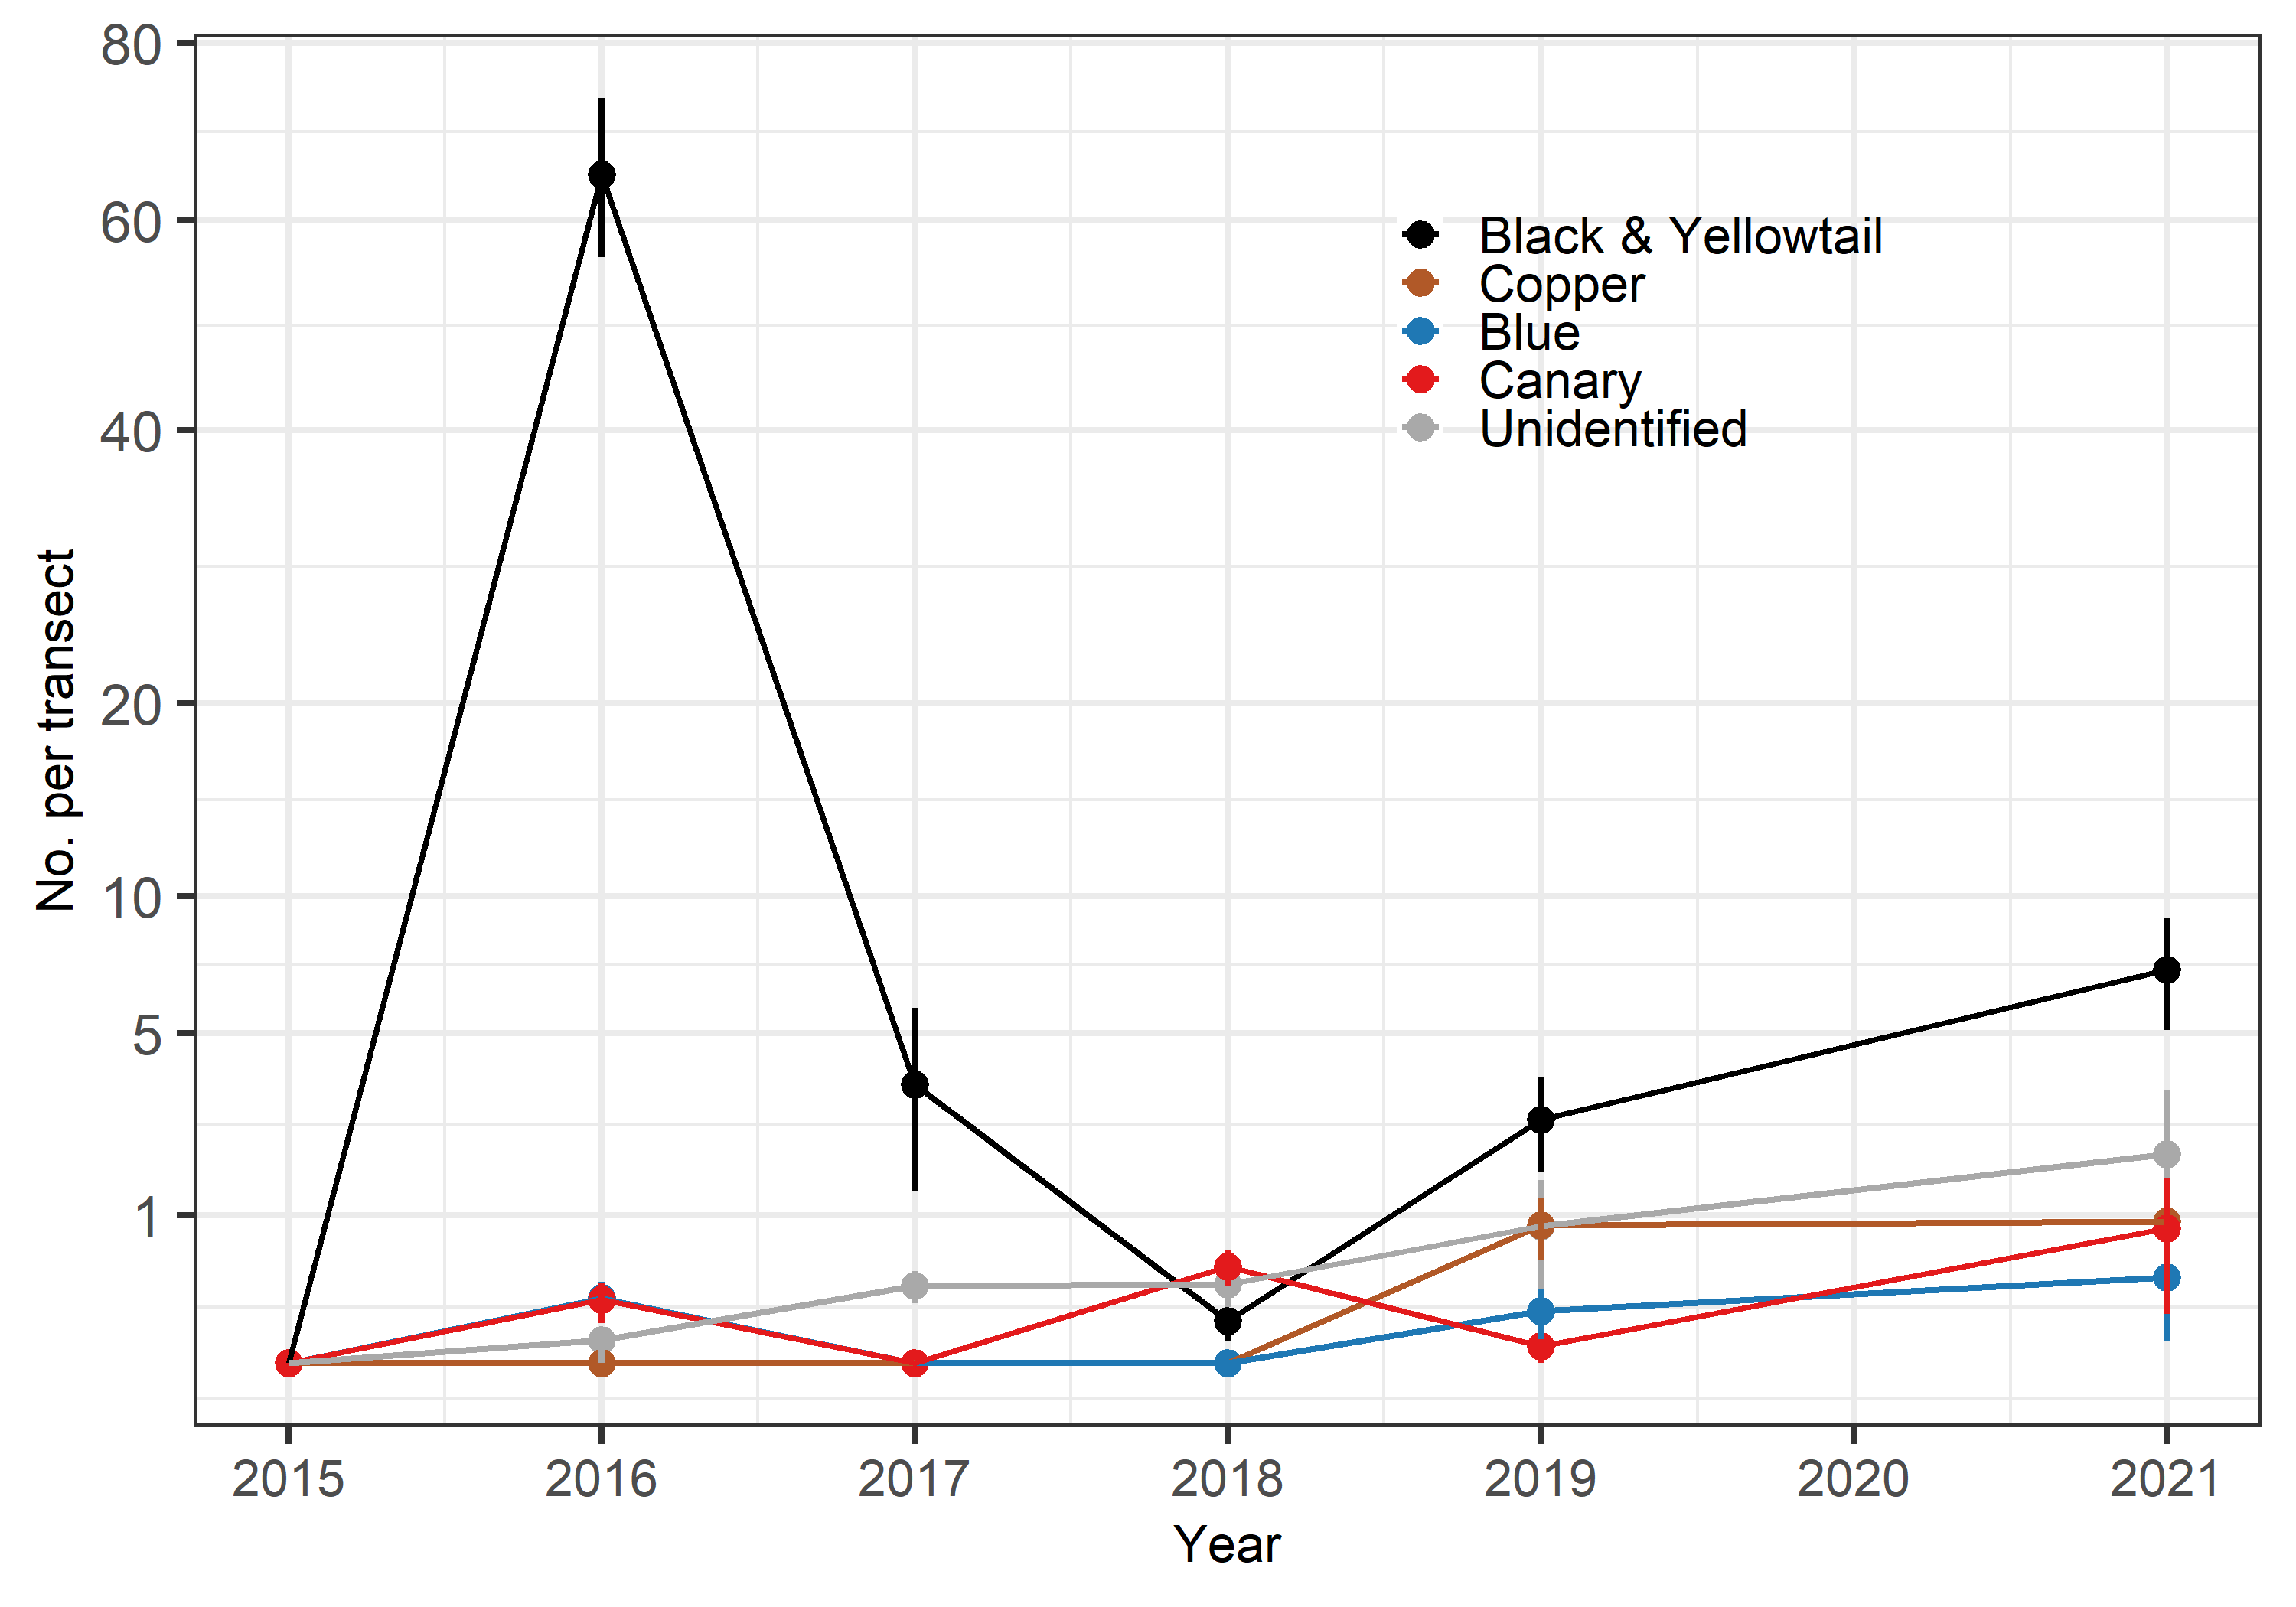 80
60
40
20
10
5
1
No. per transect
Black & Yellowtail
Copper
Blue
Canary
Unidentified
2015 2016 2017 2018 2019 2020 2021
Year